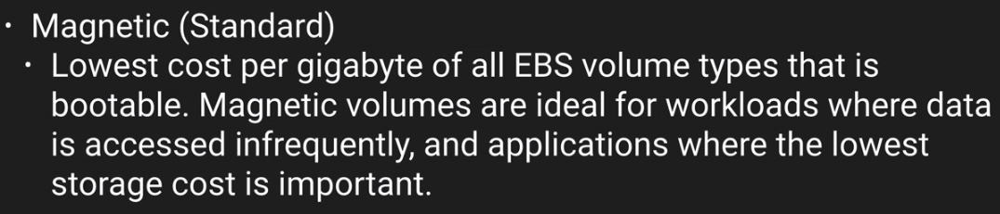 • Magnetic (Standard)
• Lowest cost per gigabyte of all EBS volume types that is
bootable. Magnetic volumes are ideal for workloads where data
is accessed infrequently, and applications where the lowest
storage cost is important.